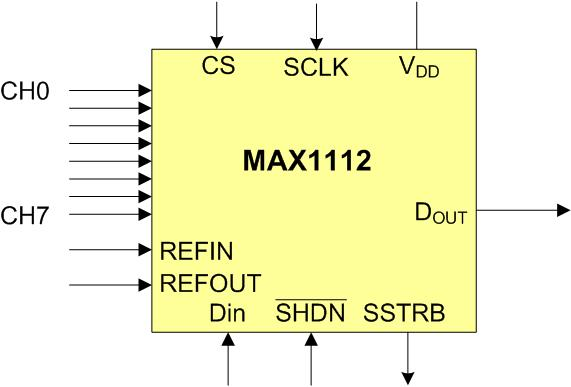 CS SCLK VDD
CH0
MAX1112
CH7
DOUT
REFIN
REFOUT
Din SHDN SSTRB